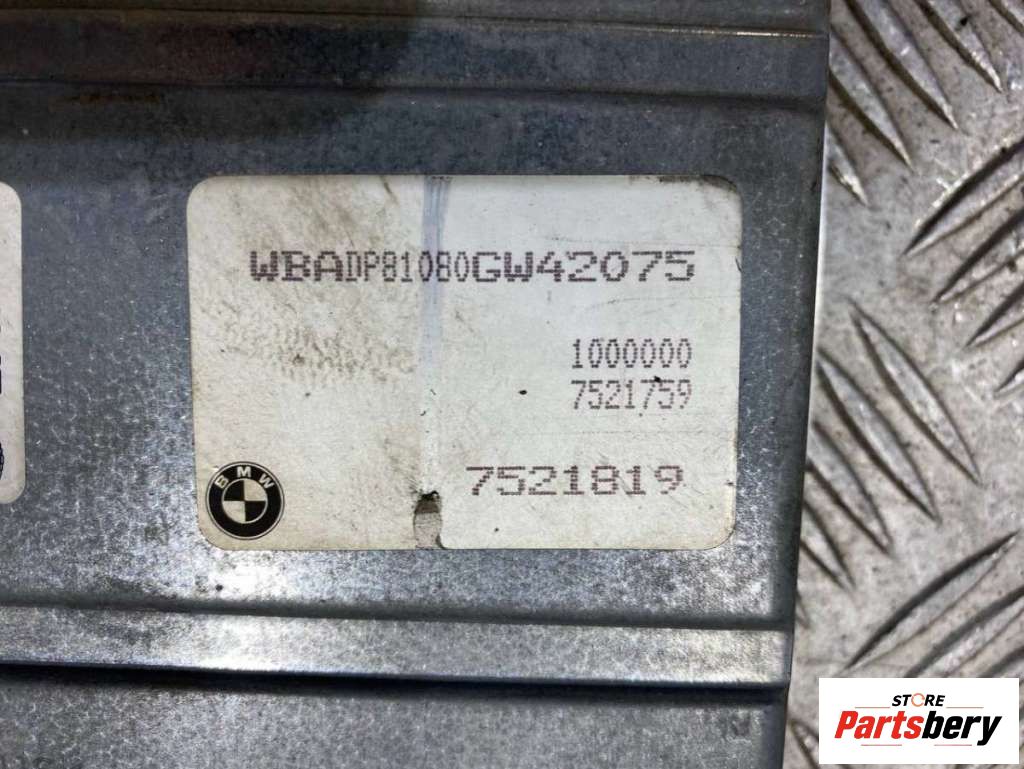 WBADP81080GW42075
1000000
7521759
7521819
BMW
STORE
Partsbery